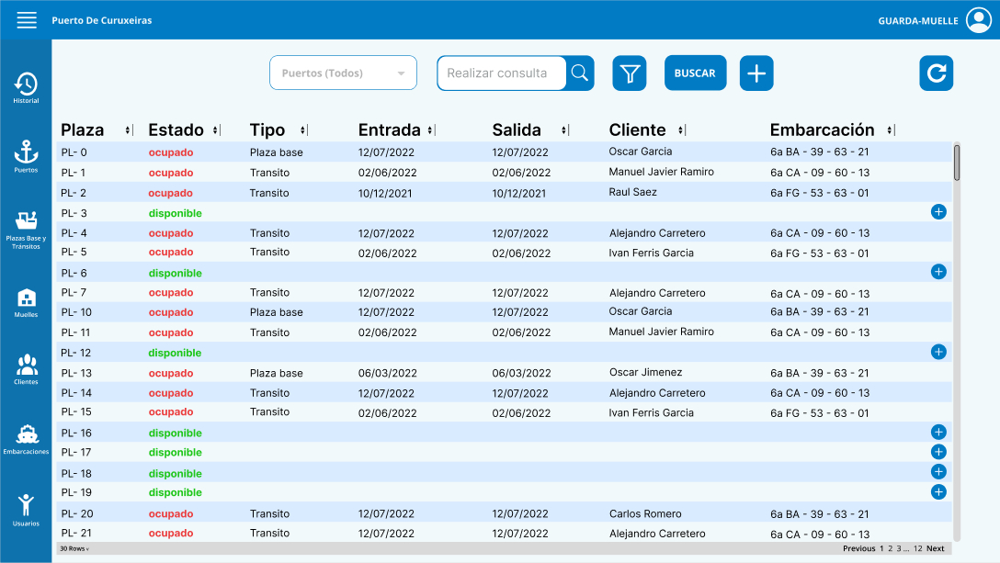 Puerto De Curuxeiras
GUARDA-MUELLE
Historial
Puertos
Plazas Base y
Tránsitos
Muelles
Clientes
Embarcaciones
Usuarios
Puertos (Todos)
Realizar consulta
BUSCAR
Plaza Estado Tipo Entrada Salida Cliente Embarcación
PL- 0 ocupado Plaza base 12/07/2022 12/07/2022 Oscar Garcia 6a BA - 39 - 63 - 21
PL- 1 ocupado Transito 02/06/2022 02/06/2022 Manuel Javier Ramiro 6a CA - 09 - 60 - 13
PL- 2 ocupado Transito 10/12/2021 10/12/2021 Raul Saez 6a FG - 53 - 63 - 01
PL- 3 disponible
PL- 4 ocupado Transito 12/07/2022 12/07/2022 Alejandro Carretero 6a CA - 09 - 60 - 13
PL- 5 ocupado Transito 02/06/2022 02/06/2022 Ivan Ferris Garcia 6a FG - 53 - 63 - 01
PL- 6 disponible
PL- 7 ocupado Transito 12/07/2022 12/07/2022 Alejandro Carretero 6a CA - 09 - 60 - 13
PL- 10 ocupado Plaza base 12/07/2022 12/07/2022 Oscar Garcia 6a BA - 39 - 63 - 21
PL- 11 ocupado Transito 02/06/2022 02/06/2022 Manuel Javier Ramiro 6a CA - 09 - 60 - 13
PL- 12 disponible
PL- 13 ocupado Plaza base 06/03/2022 06/03/2022 Oscar Jimenez 6a BA - 39 - 63 - 21
PL- 14 ocupado Transito 12/07/2022 12/07/2022 Alejandro Carretero 6a CA - 09 - 60 - 13
PL- 15 ocupado Transito 02/06/2022 02/06/2022 Ivan Ferris Garcia 6a FG - 53 - 63 - 01
PL- 16 disponible
PL- 17 disponible
PL- 18 disponible
PL- 19 disponible
PL- 20 ocupado Transito 12/07/2022 12/07/2022 Carlos Romero 6a BA - 39 - 63 - 21
PL- 21 ocupado Transito 12/07/2022 12/07/2022 Alejandro Carretero 6a CA - 09 - 60 - 13
30 Rows
Previous 1 2 3 ... 12 Next